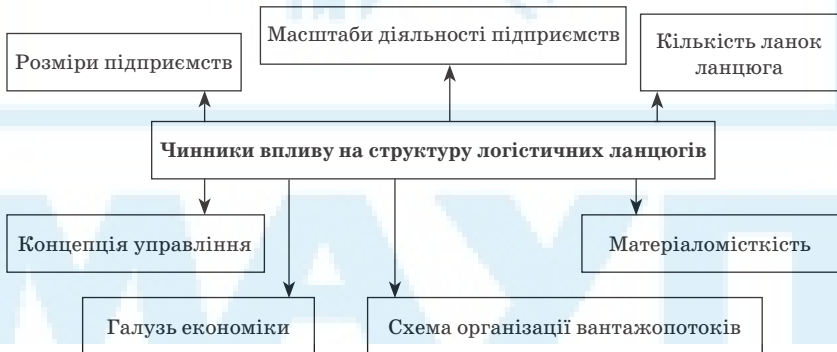 Масштаби діяльності підприємств
Розміри підприємств
Кількість ланок
ланцюга
Чинники впливу на структуру логістичних ланцюгів
Концепція управління
Матеріаломісткість
Галузь економіки
Схема організації вантажопотоків
МАУП